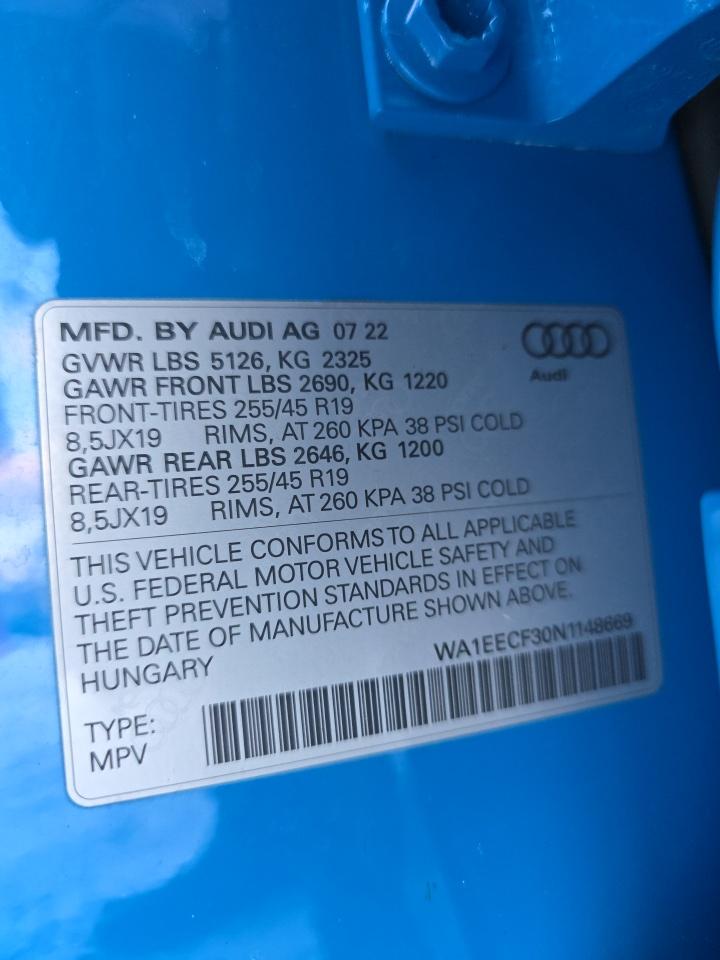 MFD. BY AUDI AG 07 22
GVWR LBS 5126, KG 2325
GAWR FRONT LBS 2690, KG 1220
FRONT-TIRES 255/45 R19
8,5JX19 RIMS, AT 260 KPA 38 PSI COLD
GAWR REAR LBS 2646, KG 1200
REAR-TIRES 255/45 R19
8,5JX19 RIMS, AT 260 KPA 38 PSI COLD
Audi
THIS VEHICLE CONFORMS TO ALL APPLICABLE
U.S. FEDERAL MOTOR VEHICLE SAFETY AND
THEFT PREVENTION STANDARDS IN EFFECT ON
THE DATE OF MANUFACTURE SHOWN ABOVE.
HUNGARY
WA1EECF30N1148669
TYPE:
MPV